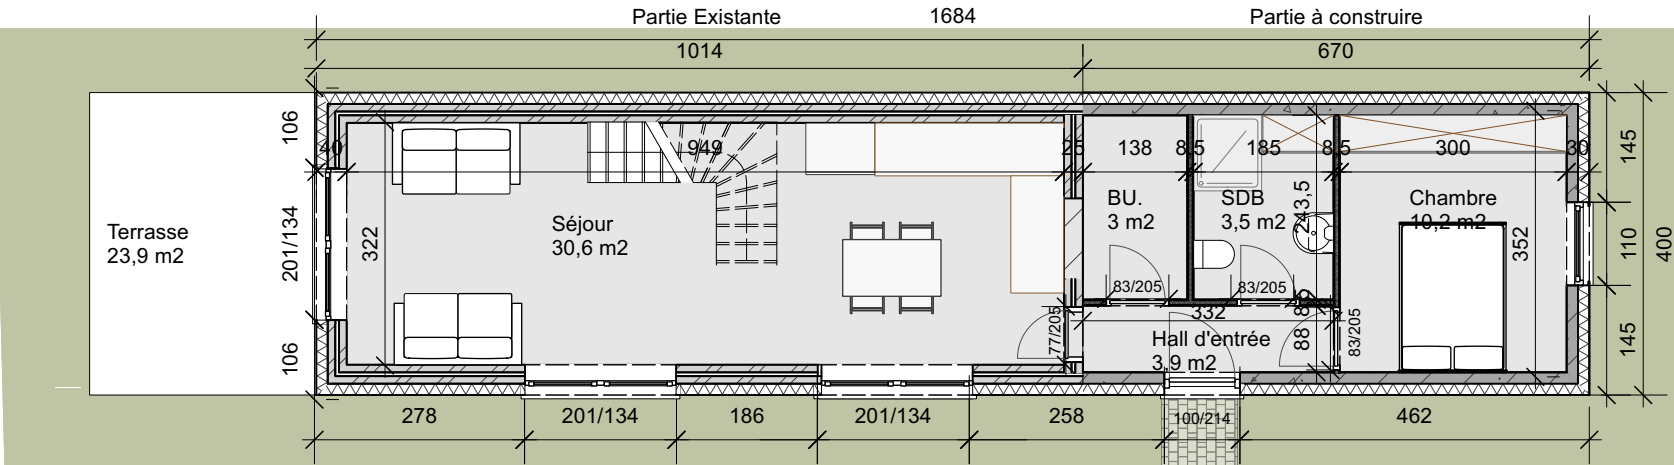 Partie Existante
1684
Partie à construire
1014
670
106
40
949
25
138
8,5
185
8,5
300
30
145
Terrasse
23,9 m2
201/134
322
Séjour
30,6 m2
BU.
3 m2
SDB
3,5 m2
243,5
Chambre
10,2 m2
352
110
400
83/205
83/205
8,5
332
77/205
Hall d'entrée
3,9 m2
88
83/205
106
145
278
201/134
186
201/134
258
100/214
462